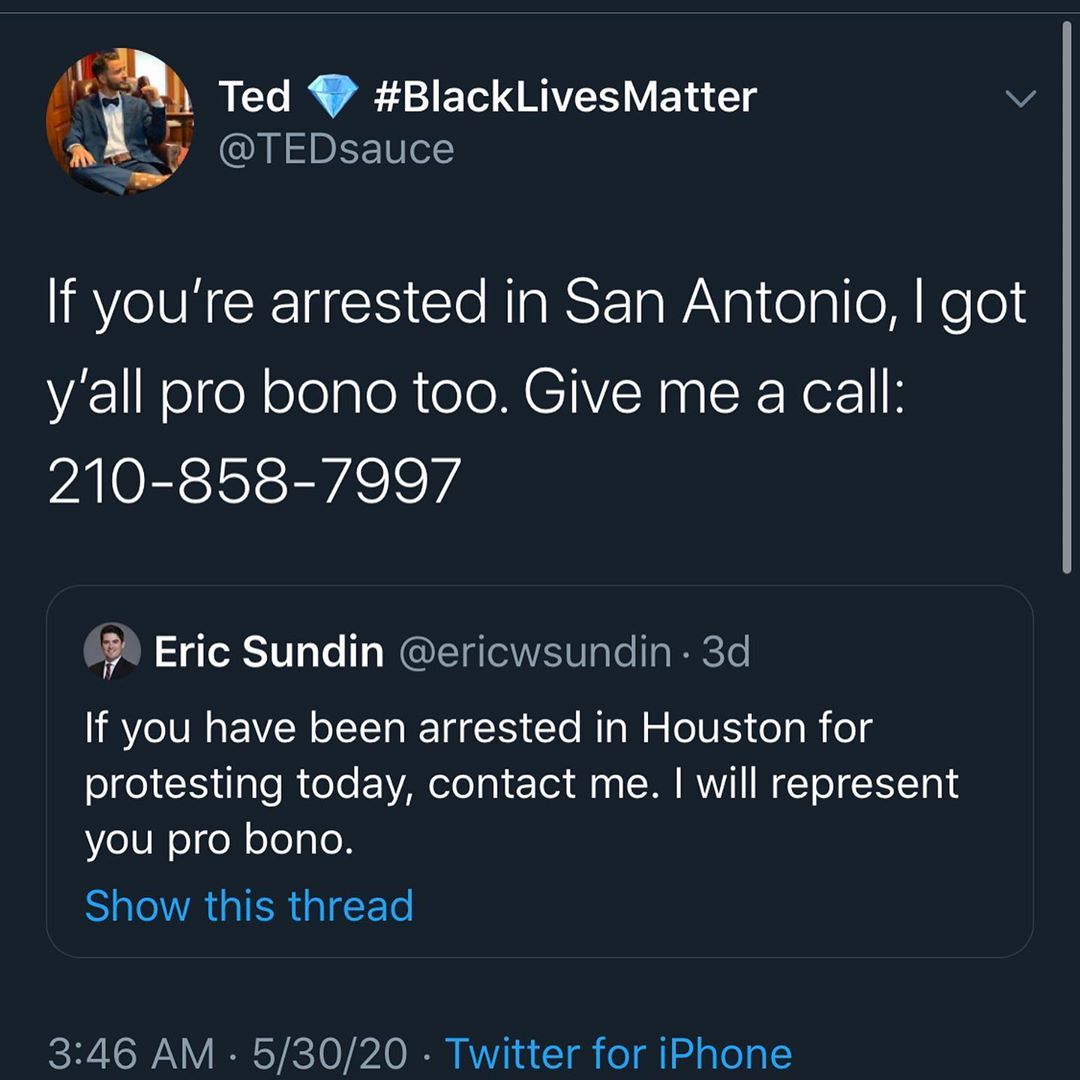 Ted 💎 #BlackLivesMatter
@TEDsauce
If you’re arrested in San Antonio, I got
y’all pro bono too. Give me a call:
210-858-7997
Eric Sundin @ericwsundin · 3d
If you have been arrested in Houston for
protesting today, contact me. I will represent
you pro bono.
Show this thread
3:46 AM · 5/30/20 · Twitter for iPhone